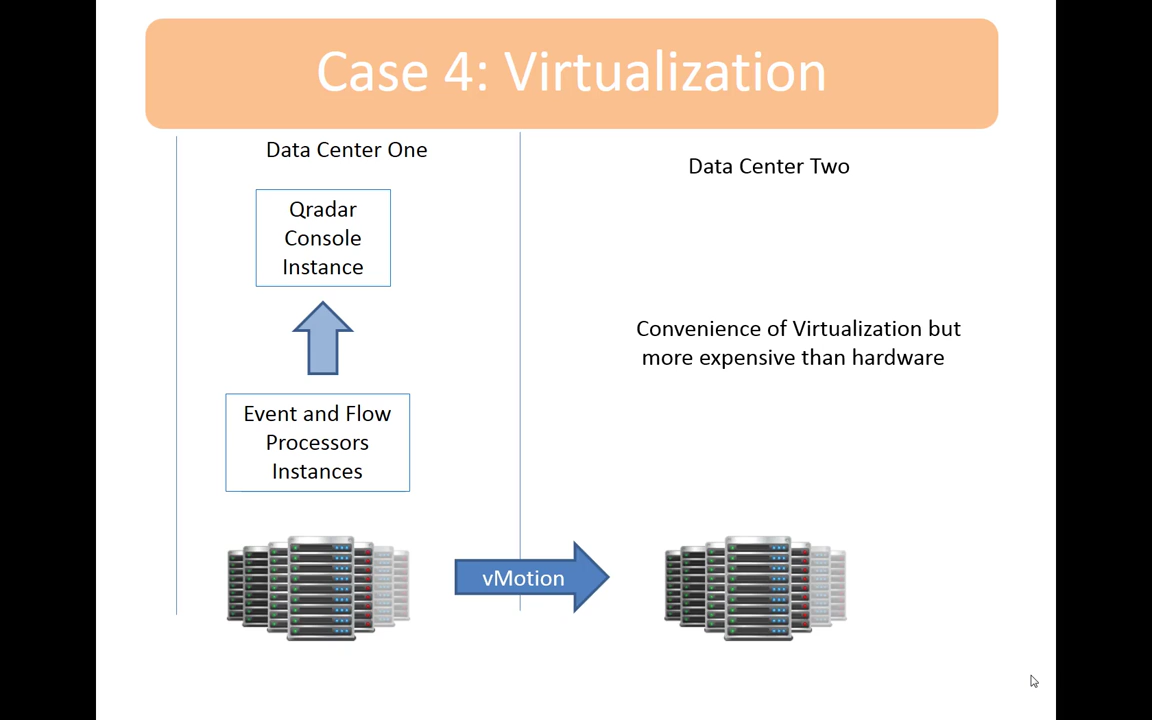 Case 4: Virtualization
Data Center One
Qradar
Console
Instance
Event and Flow
Processors
Instances
vMotion
Data Center Two
Convenience of Virtualization but
more expensive than hardware